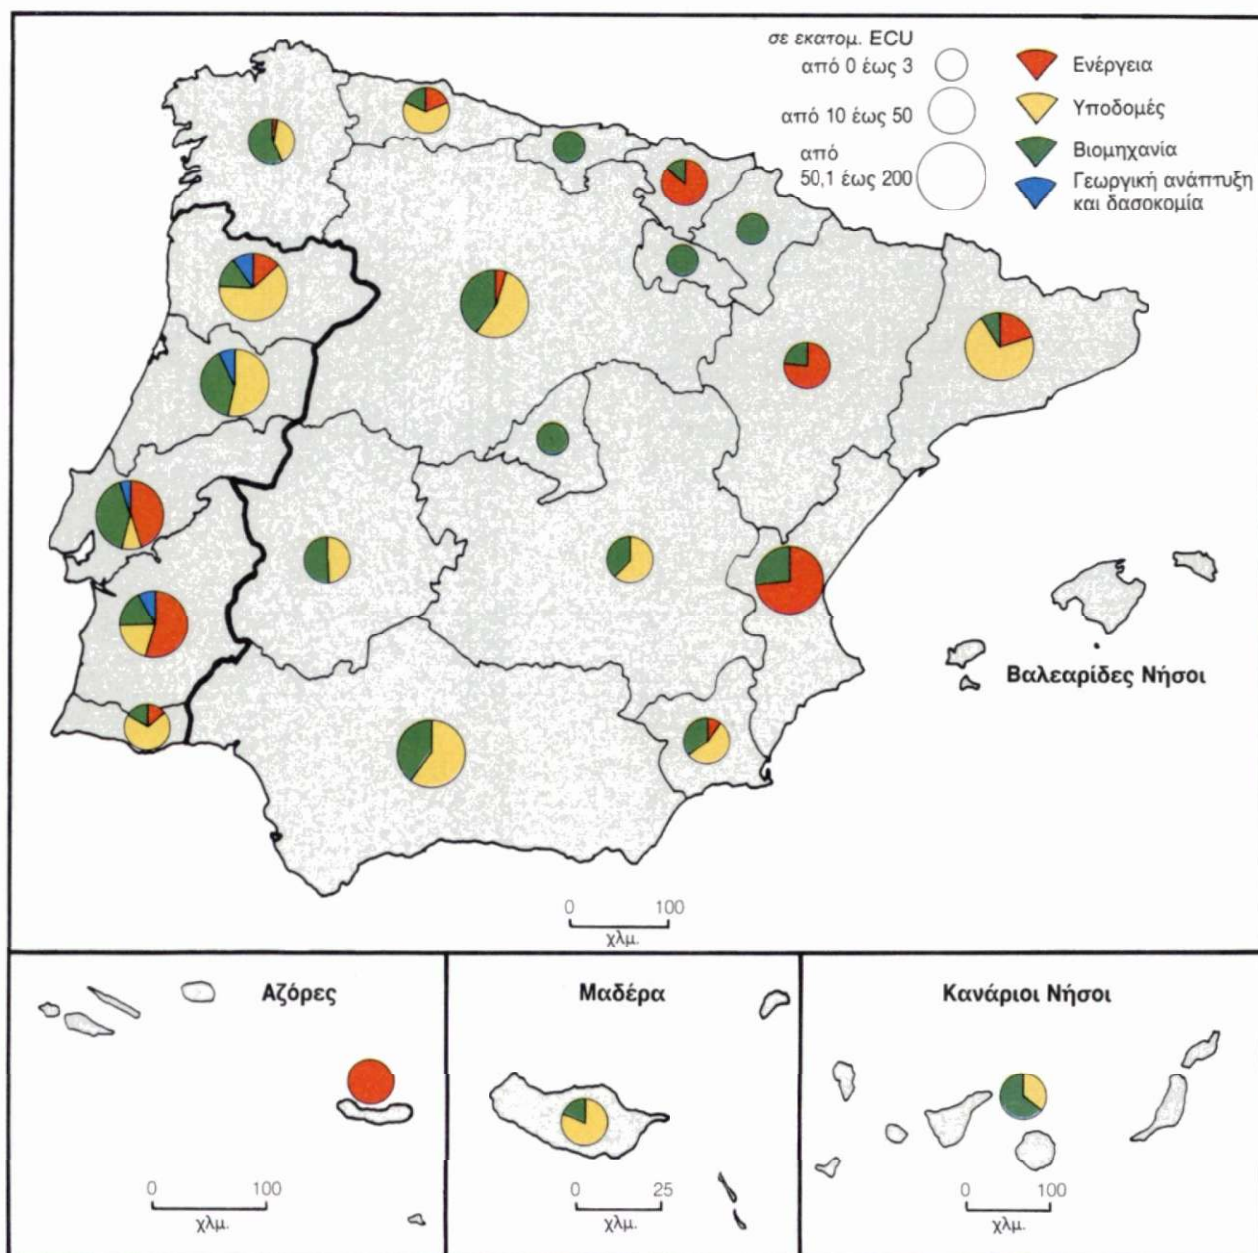 σε εκατομ. ECU
από 0 έως 3
από 10 έως 50
από
50,1 έως 200
Ενέργεια
Υποδομές
Βιομηχανία
Γεωργική ανάπτυξη
και δασοκομία
Βαλεαρίδες Νήσοι
0 100
χλμ.
Αζόρες
0 100
χλμ.
Μαδέρα
0 25
χλμ.
Κανάριοι Νήσοι
0 100
χλμ.